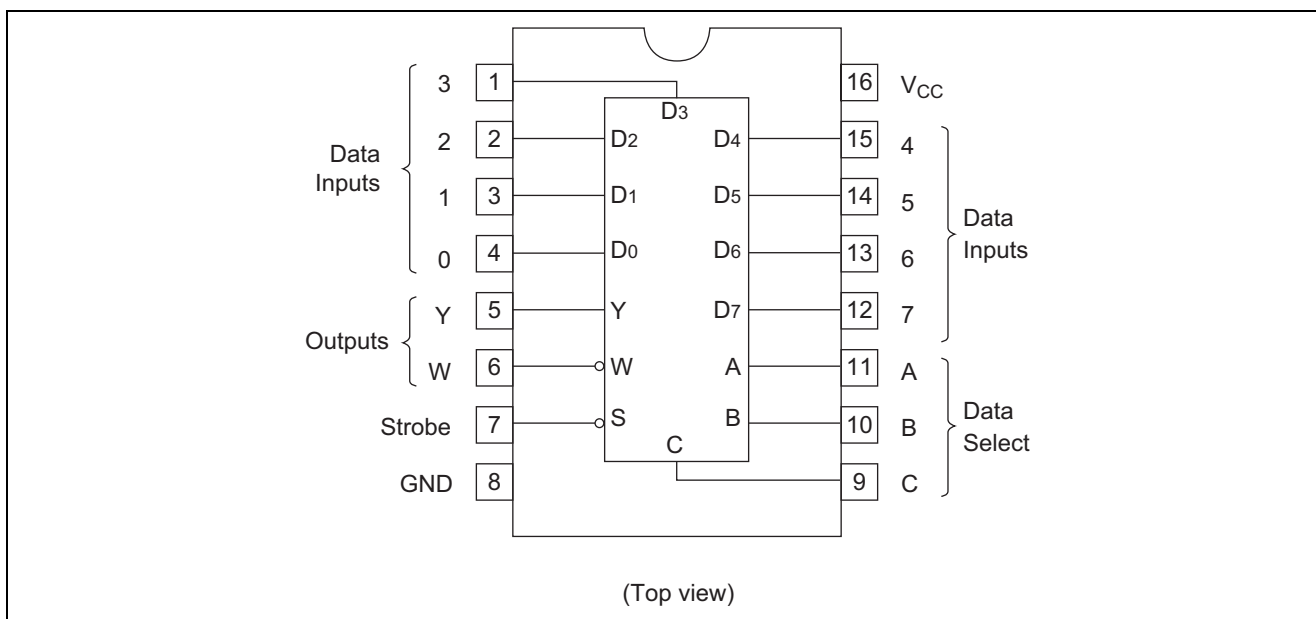 3 1 16 VCC
D3
2 2 D2 D4 15 4
Data
Inputs
1 3 D1 D5 14 5
Data
Inputs
0 4 D0 D6 13 6
Y 5 Y D7 12 7
Outputs
W 6 W A 11 A
Strobe 7 S B 10 B
Data
Select
C
GND 8 9 C
(Top view)